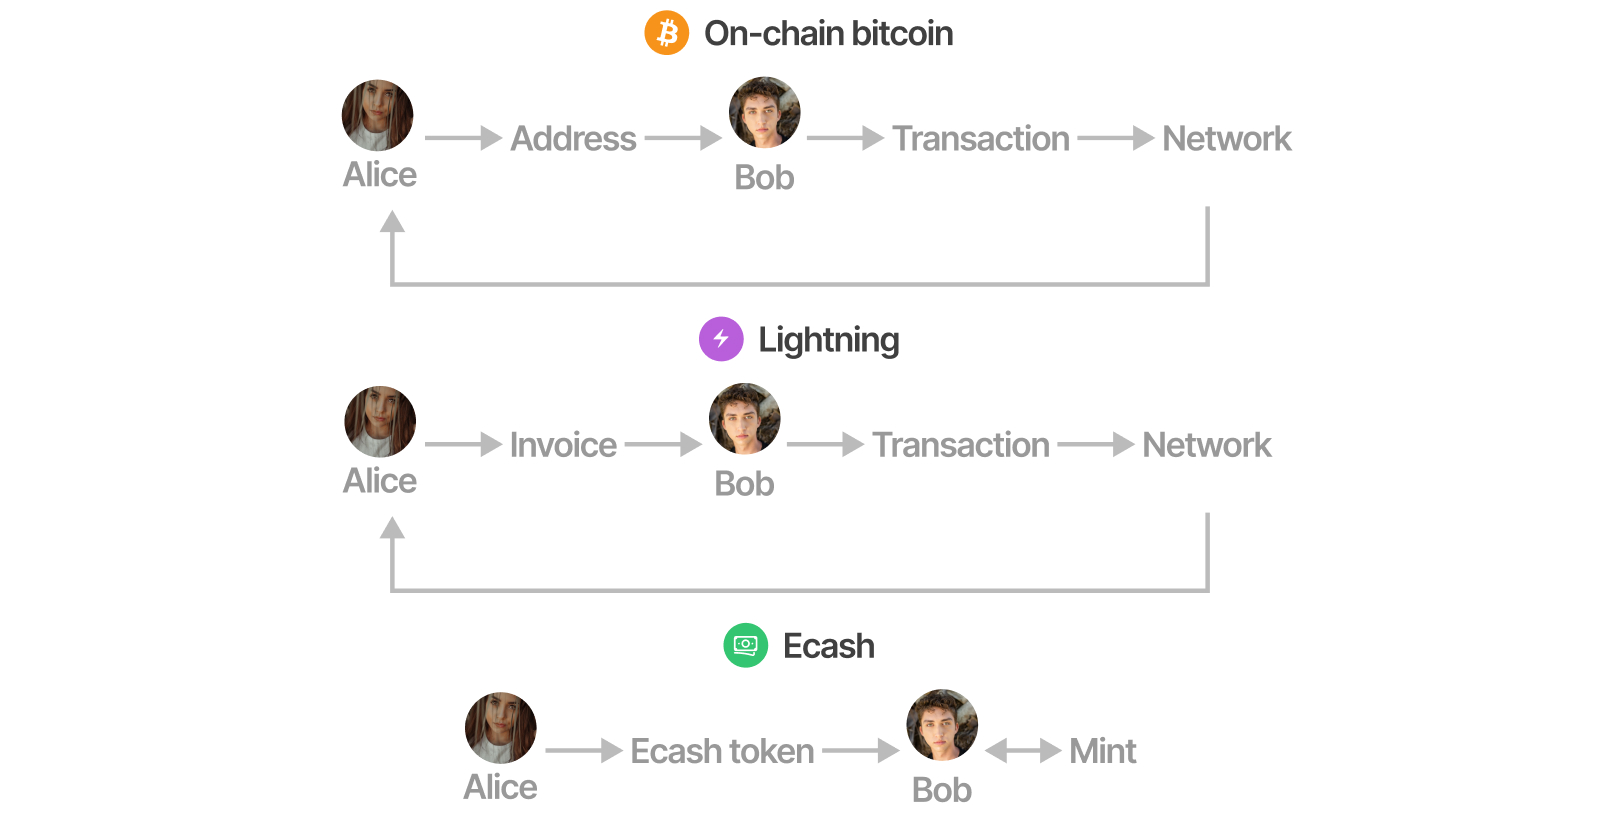 On-chain bitcoin
Alice
Address
Bob
Transaction
Network
Lightning
Alice
Invoice
Bob
Transaction
Network
Ecash
Alice
Ecash token
Bob
Mint